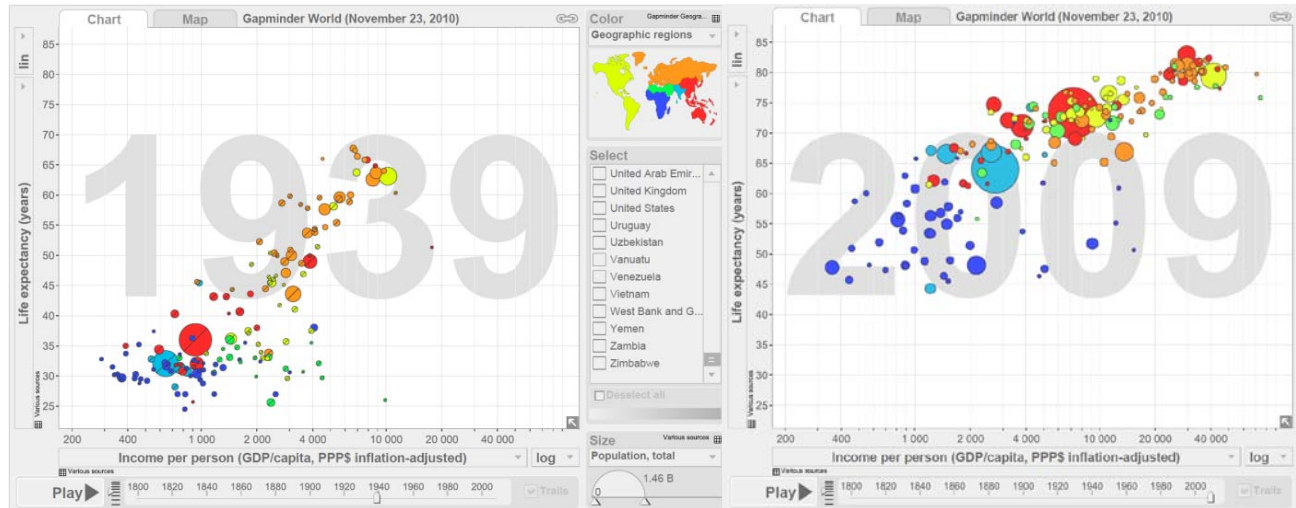 Chart
Map
Gapminder World (November 23, 2010)
lin
Life expectancy (years)
85
80
75
70
65
60
55
50
45
40
35
30
25
1939
Various sources
200
400
1 000
2 000
4 000
10 000
20 000
40 000
Income per person (GDP/capita, PPP$ inflation-adjusted)
log
Various sources
Play
1800
1820
1840
1860
1880
1900
1920
1940
1960
1980
2000
Trails
Color
Gapminder Geogra...
Geographic regions
Select
United Arab Emir...
United Kingdom
United States
Uruguay
Uzbekistan
Vanuatu
Venezuela
Vietnam
West Bank and G...
Yemen
Zambia
Zimbabwe
Deselect all
Size
Various sources
Population, total
1.46 B
0
Chart
Map
Gapminder World (November 23, 2010)
lin
Life expectancy (years)
85
80
75
70
65
60
55
50
45
40
35
30
25
2009
Various sources
200
400
1 000
2 000
4 000
10 000
20 000
40 000
Income per person (GDP/capita, PPP$ inflation-adjusted)
log
Various sources
Play
1800
1820
1840
1860
1880
1900
1920
1940
1960
1980
2000
Trails